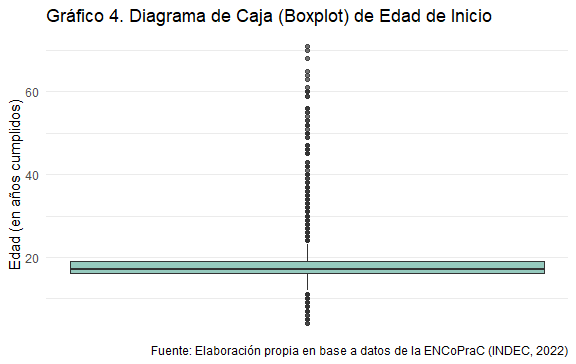 Gráfico 4. Diagrama de Caja (Boxplot) de Edad de Inicio
Edad (en años cumplidos)
60
40
20
Fuente: Elaboración propia en base a datos de la ENCoPraC (INDEC, 2022)